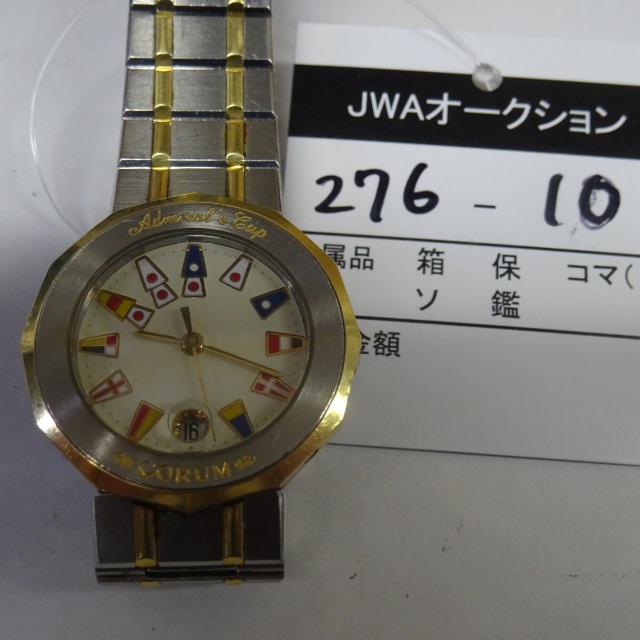 JWAオークション
276-10
属品 箱 保 コマ(
ソ 鑑
金額
Admiral's Cup
16
CORUM